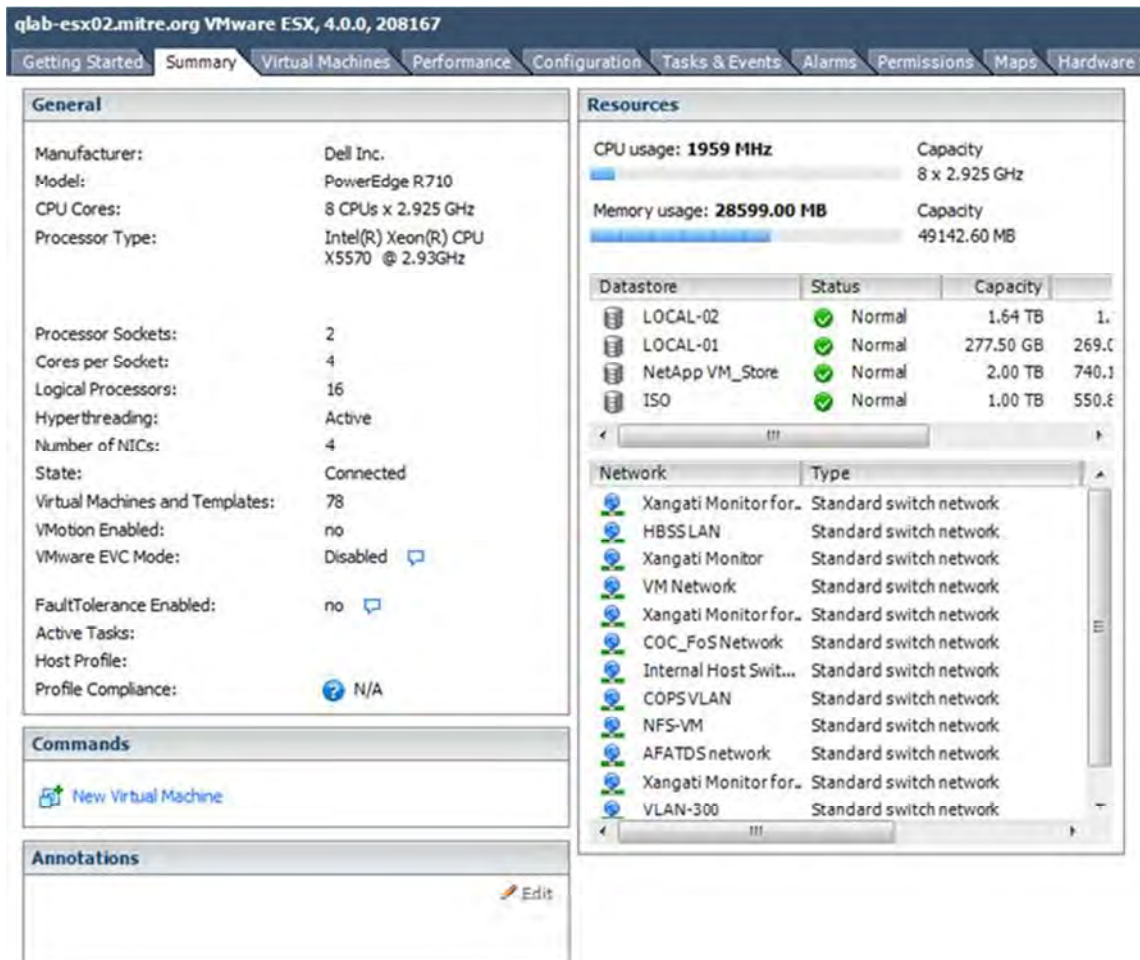 qlab-esx02.mitre.org VMware ESX, 4.0.0, 208167
Getting Started Summary Virtual Machines Performance Configuration Tasks & Events Alarms Permissions Maps Hardware
General
Manufacturer: Dell Inc.
Model: PowerEdge R710
CPU Cores: 8 CPUs x 2.925 GHz
Processor Type: Intel(R) Xeon(R) CPU
X5570 @ 2.93GHz
Processor Sockets: 2
Cores per Socket: 4
Logical Processors: 16
Hyperthreading: Active
Number of NICs: 4
State: Connected
Virtual Machines and Templates: 78
VMotion Enabled: no
VMware EVC Mode: Disabled
FaultTolerance Enabled: no
Active Tasks:
Host Profile:
Profile Compliance: N/A
Commands
New Virtual Machine
Annotations
Edit
Resources
CPU usage: 1959 MHz Capacity
8 x 2.925 GHz
Memory usage: 28599.00 MB Capacity
49142.60 MB
Datastore Status Capacity
LOCAL-02 Normal 1.64 TB 1.
LOCAL-01 Normal 277.50 GB 269.0
NetApp VM_Store Normal 2.00 TB 740.1
ISO Normal 1.00 TB 550.8
Network Type
Xangati Monitor for... Standard switch network
HBSS LAN Standard switch network
Xangati Monitor Standard switch network
VM Network Standard switch network
Xangati Monitor for... Standard switch network
COC_FoS Network Standard switch network
Internal Host Swit... Standard switch network
COPS VLAN Standard switch network
NFS-VM Standard switch network
AFATDS network Standard switch network
Xangati Monitor for... Standard switch network
VLAN-300 Standard switch network